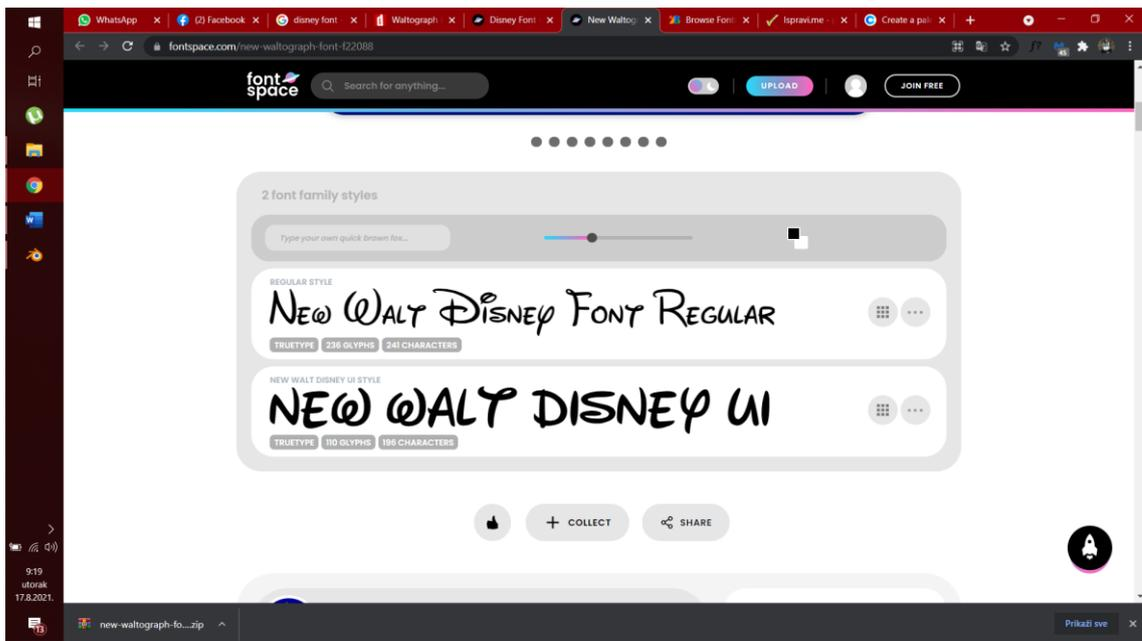 WhatsApp
(2) Facebook
disney font
Waltograph
Disney Font
New Waltog
Browse Font
Ispravi.me -
Create a pale
fontspace.com/new-waltograph-font-f22088
45
font space
Search for anything...
UPLOAD
JOIN FREE
2 font family styles
Type your own quick brown fox...
REGULAR STYLE
New Walt Disney Font Regular
TRUETYPE 236 GLYPHS 241 CHARACTERS
NEW WALT DISNEY UI STYLE
NEW WALT DISNEY UI
TRUETYPE 110 GLYPHS 196 CHARACTERS
+ COLLECT
SHARE
9:19
utorak
17.8.2021.
13
new-waltograph-fo....zip
Prikaži sve